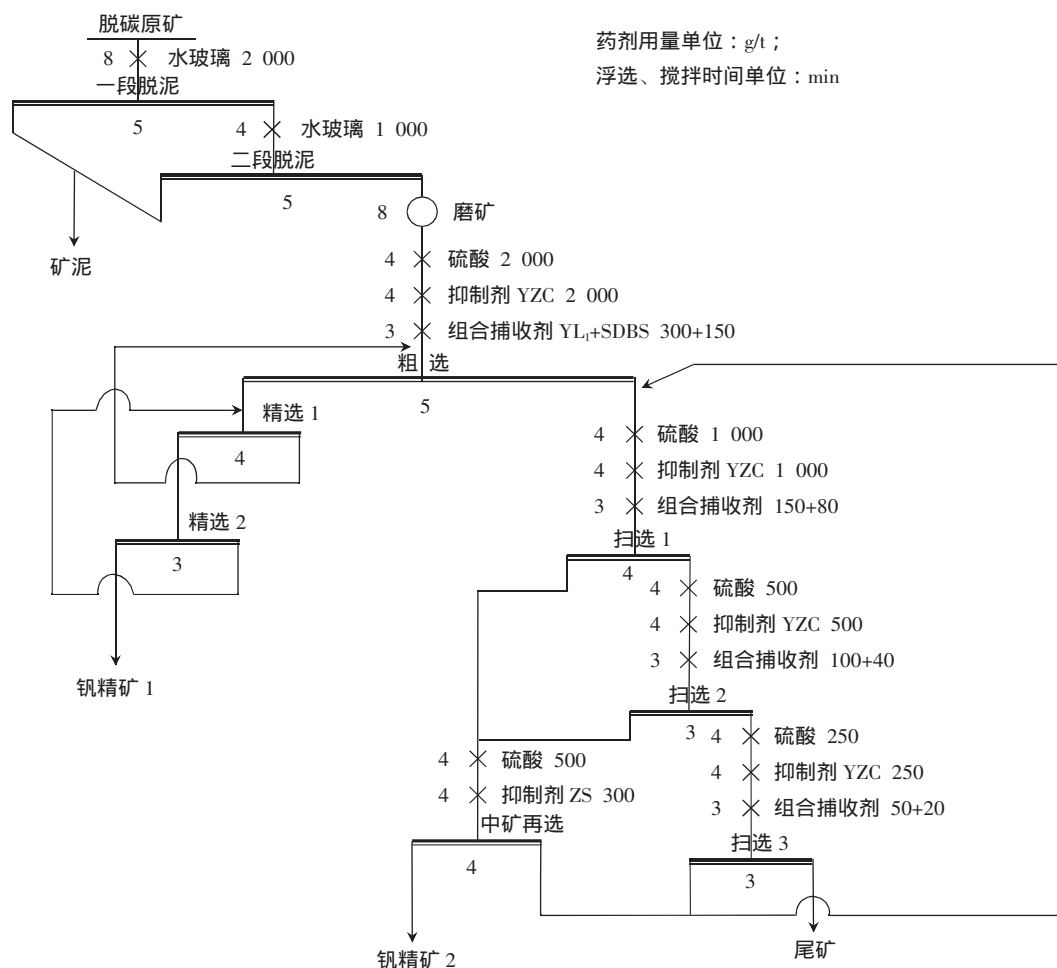 脱碳原矿
药剂用量单位：g/t；
浮选、搅拌时间单位：min
8 水玻璃 2 000
一段脱泥
5
4 水玻璃 1 000
二段脱泥
5
8 磨矿
矿泥
4 硫酸 2 000
4 抑制剂 YZC 2 000
3 组合捕收剂 YL₁+SDBS 300+150
粗 选
5
精选 1
4
精选 2
3
钒精矿 1
4 硫酸 1 000
4 抑制剂 YZC 1 000
3 组合捕收剂 150+80
扫选 1
4
4 硫酸 500
4 抑制剂 YZC 500
3 组合捕收剂 100+40
扫选 2
3
4 硫酸 250
4 抑制剂 YZC 250
3 组合捕收剂 50+20
扫选 3
3
4 硫酸 500
4 抑制剂 ZS 300
中矿再选
4
钒精矿 2
尾矿